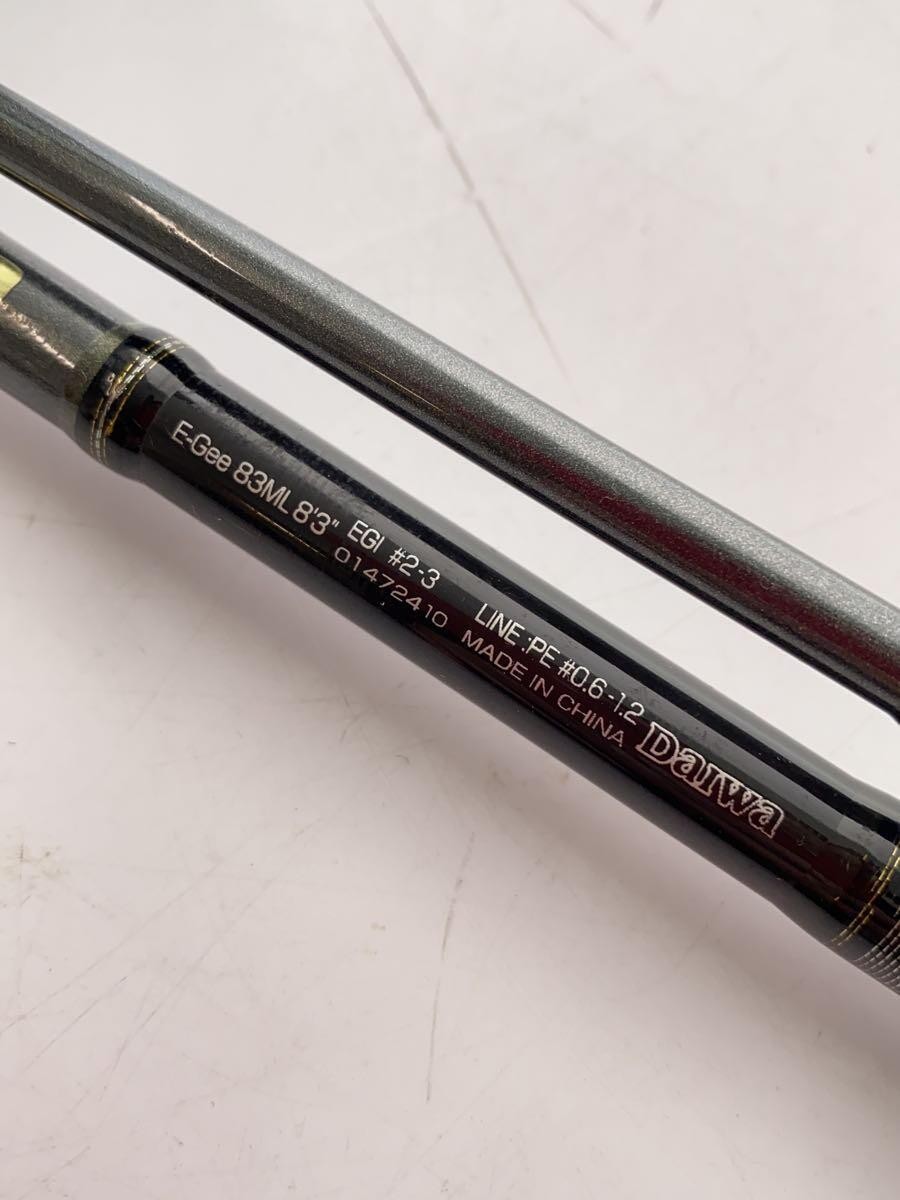 E-Gee 83ML 8'3" EGI #2-3 LINE:PE #0.6-1.2
01472410 MADE IN CHINA
Daiwa